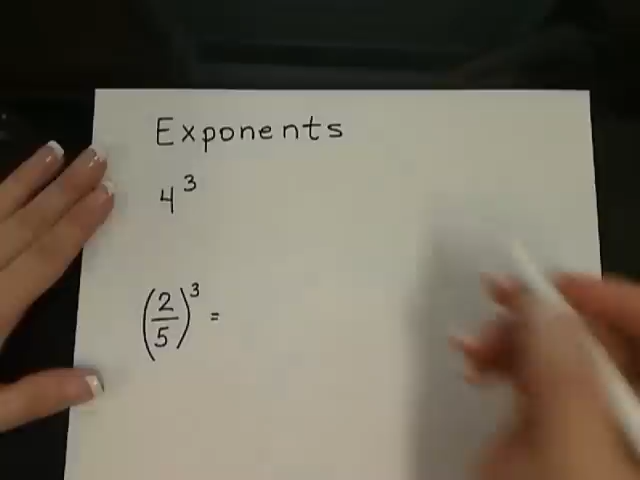 Exponents
4³
(2/5)³ =